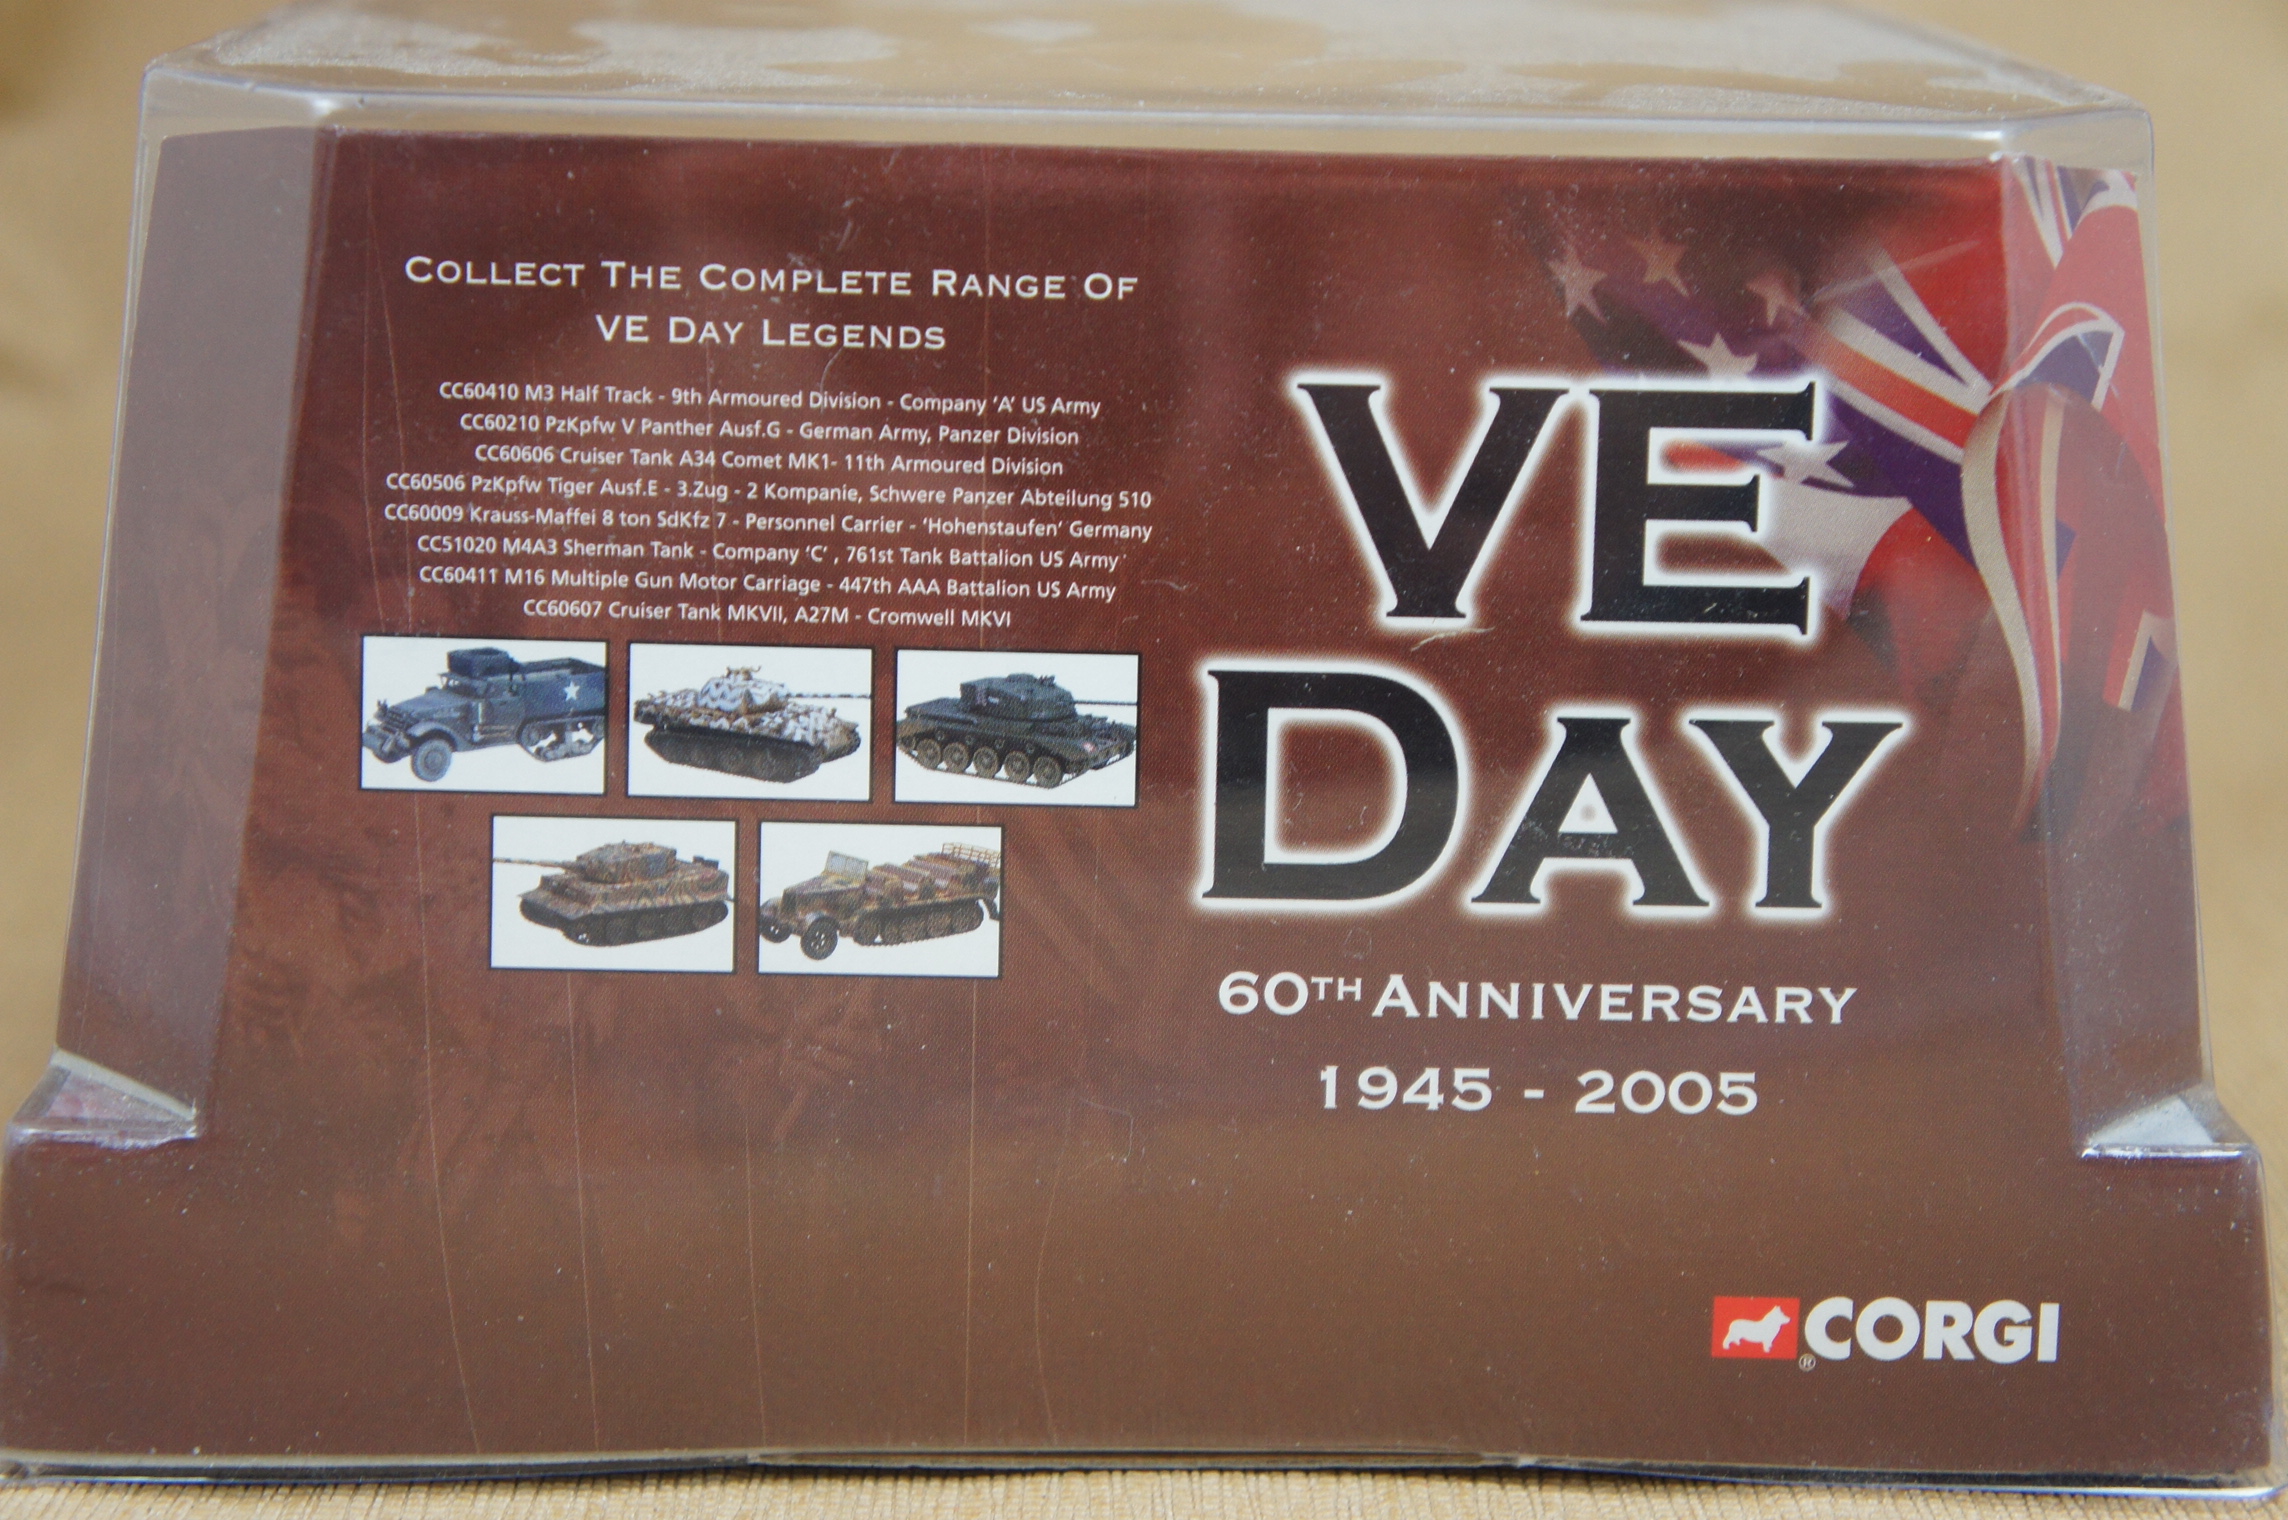 COLLECT THE COMPLETE RANGE OF
VE DAY LEGENDS
CC60410 M3 Half Track - 9th Armoured Division - Company 'A' US Army
CC60210 PzKpfw V Panther Ausf.G - German Army, Panzer Division
CC60606 Cruiser Tank A34 Comet MK1- 11th Armoured Division
CC60506 PzKpfw Tiger Ausf.E - 3.Zug - 2 Kompanie, Schwere Panzer Abteilung 510
CC60009 Krauss-Maffei 8 ton SdKfz 7 - Personnel Carrier - 'Hohenstaufen' Germany
CC51020 M4A3 Sherman Tank - Company 'C' , 761st Tank Battalion US Army
CC60411 M16 Multiple Gun Motor Carriage - 447th AAA Battalion US Army
CC60607 Cruiser Tank MKVII, A27M - Cromwell MKVI
VE
DAY
60TH ANNIVERSARY
1945 - 2005
® CORGI